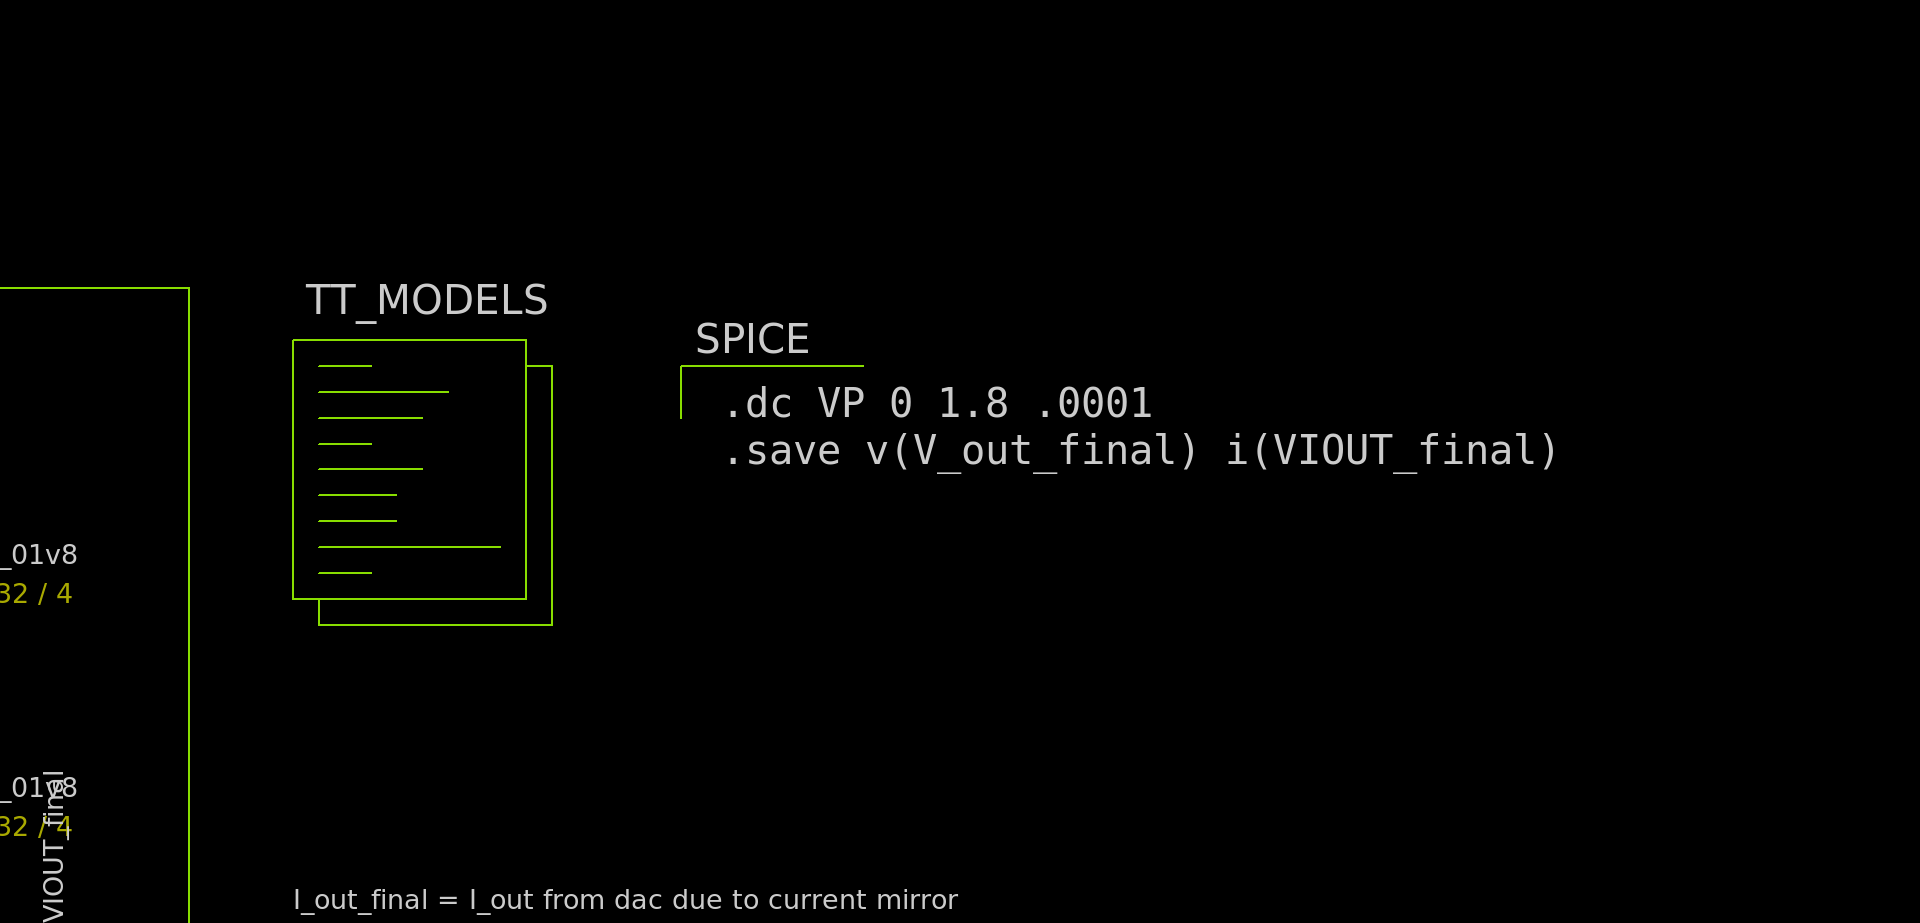 TT_MODELS
SPICE
.dc VP 0 1.8 .0001
.save v(V_out_final) i(VIOUT_final)
_01v8
32 / 4
_01v8
32 / 4
VIOUT_final
I_out_final = I_out from dac due to current mirror